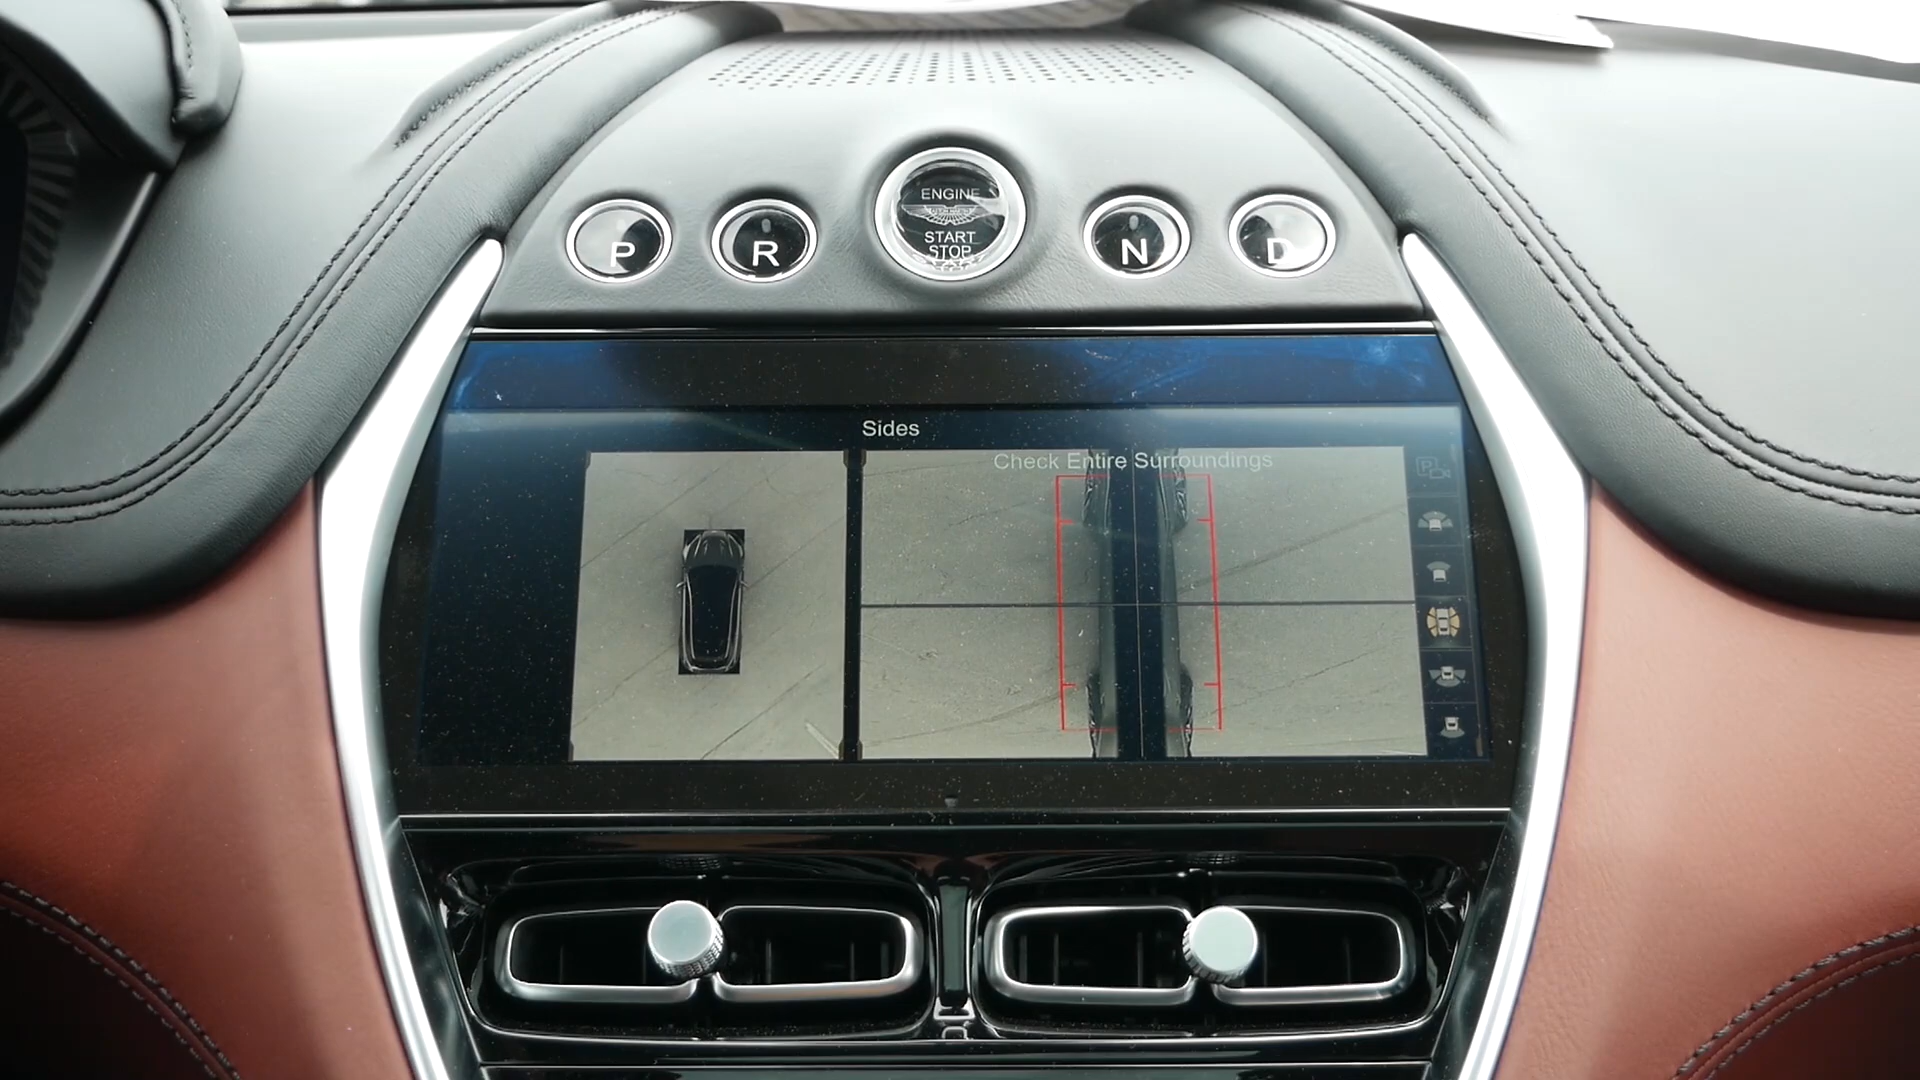 ENGINE
START
STOP
P
R
N
D
Sides
Check Entire Surroundings
P